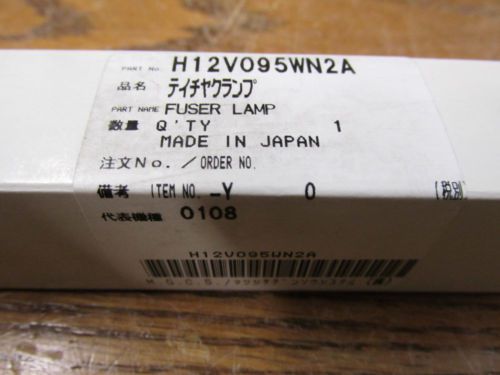 PART No. H12V095WN2A
品名 テイチヤクランプ
PART NAME FUSER LAMP
数量 Q'TY 1
MADE IN JAPAN
注文No./ORDER NO.
備考 ITEM NO. -Y 0 (税別)
代表機種 0108
H12V095WN2A
M.G.C.S./